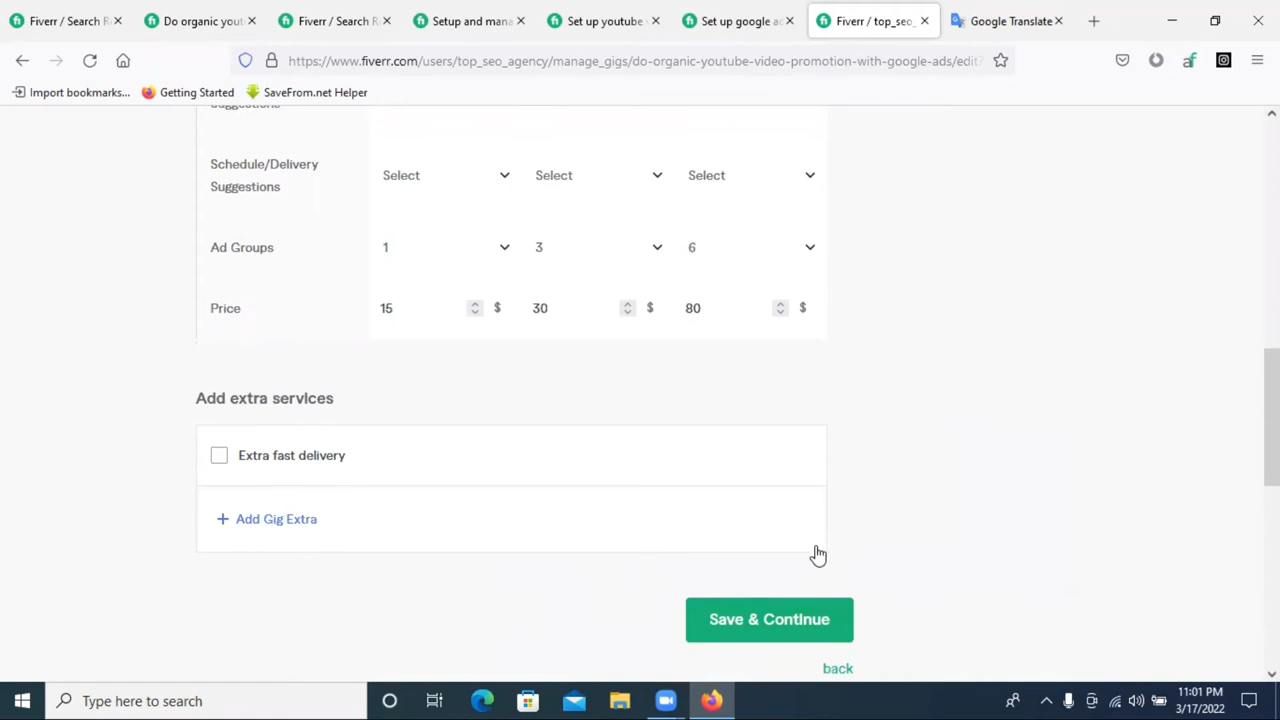 Fiverr / Search R
Do organic yout
Fiverr / Search R
Setup and mana
Set up youtube v
Set up google a
Fiverr / top_seo_
Google Translate
https://www.fiverr.com/users/top_seo_agency/manage_gigs/do-organic-youtube-video-promotion-with-google-ads/edit?
Import bookmarks...
Getting Started
SaveFrom.net Helper
Suggestions
Schedule/Delivery
Suggestions
Select
Select
Select
Ad Groups
1
3
6
Price
15
$
30
$
80
$
Add extra services
Extra fast delivery
+ Add Gig Extra
Save & Continue
back
Type here to search
11:01 PM
3/17/2022